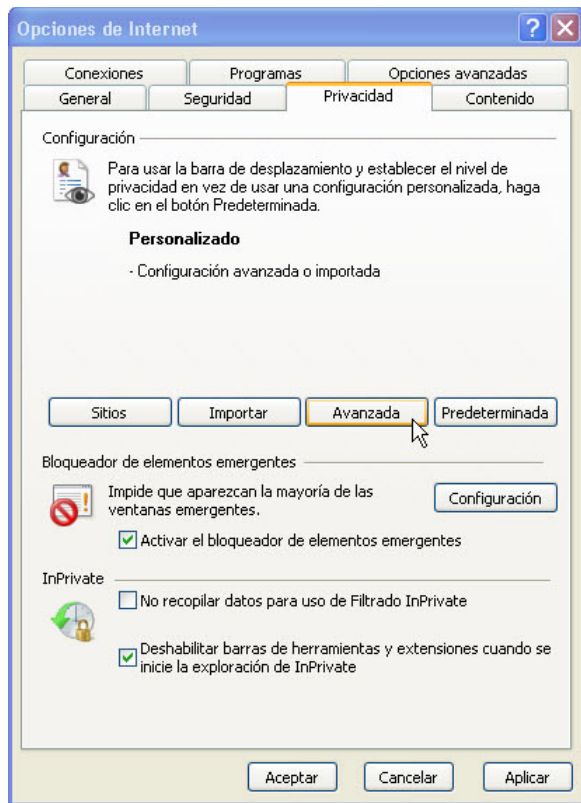 Opciones de Internet
Conexiones Programas Opciones avanzadas
General Seguridad Privacidad Contenido
Configuración
Para usar la barra de desplazamiento y establecer el nivel de
privacidad en vez de usar una configuración personalizada, haga
clic en el botón Predeterminada.
Personalizado
- Configuración avanzada o importada
Sitios Importar Avanzada Predeterminada
Bloqueador de elementos emergentes
Impide que aparezcan la mayoría de las
ventanas emergentes.
Configuración
Activar el bloqueador de elementos emergentes
InPrivate
No recopilar datos para uso de Filtrado InPrivate
Deshabilitar barras de herramientas y extensiones cuando se
inicie la exploración de InPrivate
Aceptar Cancelar Aplicar